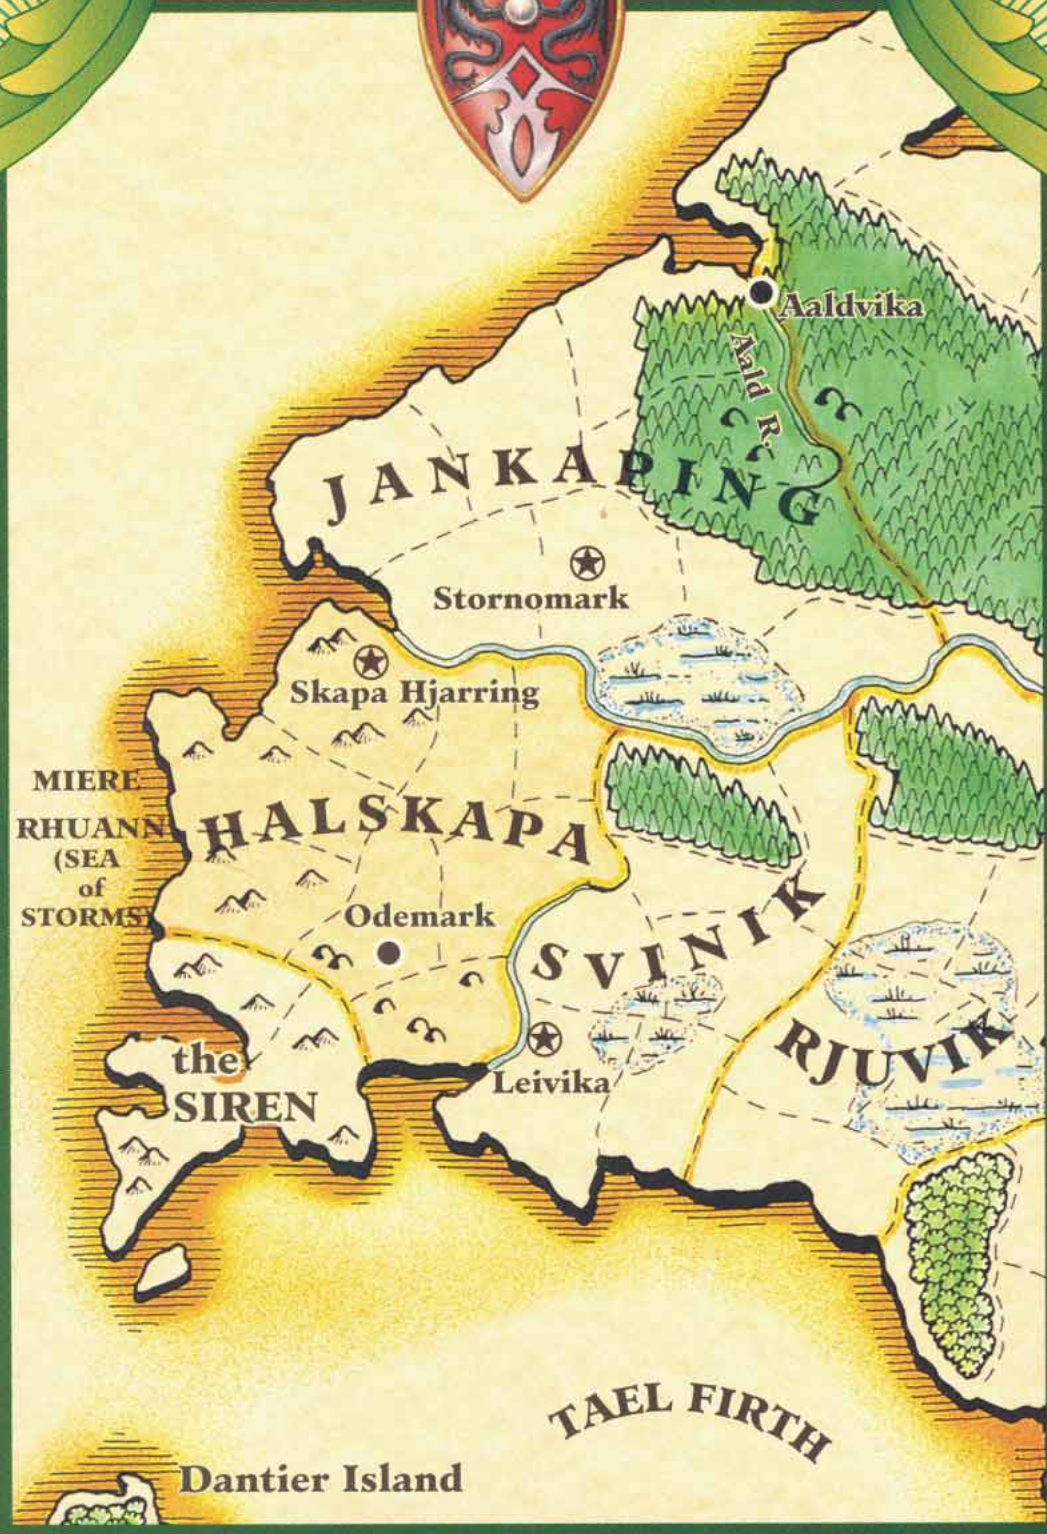 Aaldvika
Aald R.
JANKAPING
Stornomark
Skapa Hjarring
MIERE
RHUANN
(SEA
of
STORMS)
HALSKAPA
Odemark
SVINIK
RJUVIK
the
SIREN
Leivika
TAEL FIRTH
Dantier Island